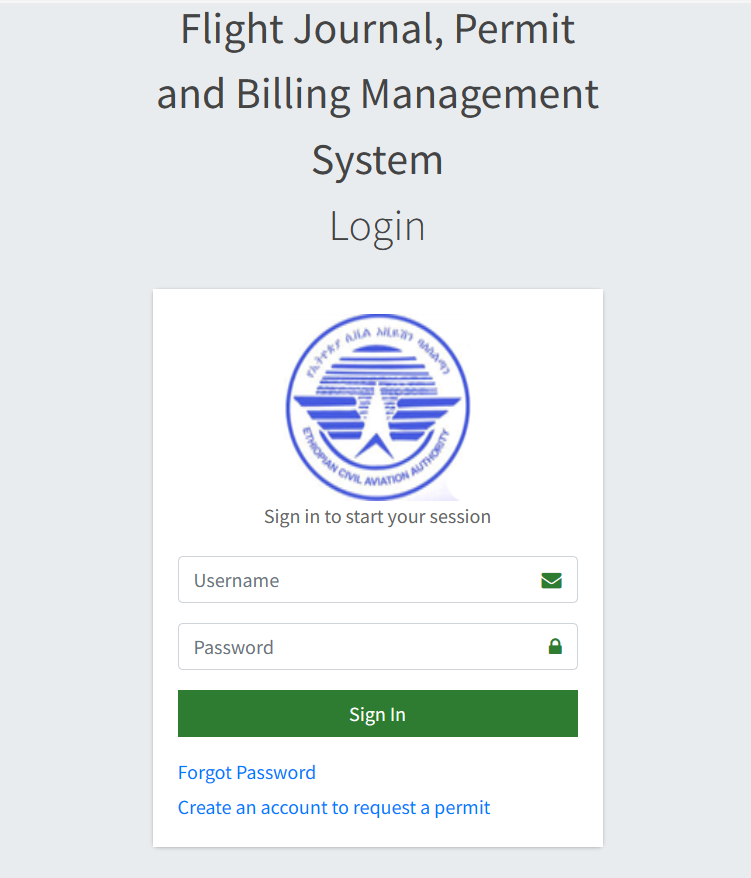 Flight Journal, Permit
and Billing Management
System
Login
የኢትዮጵያ ሲቪል አቪዬሽን ባለስልጣን
ETHIOPIAN CIVIL AVIATION AUTHORITY
Sign in to start your session
Username
Password
Sign In
Forgot Password
Create an account to request a permit